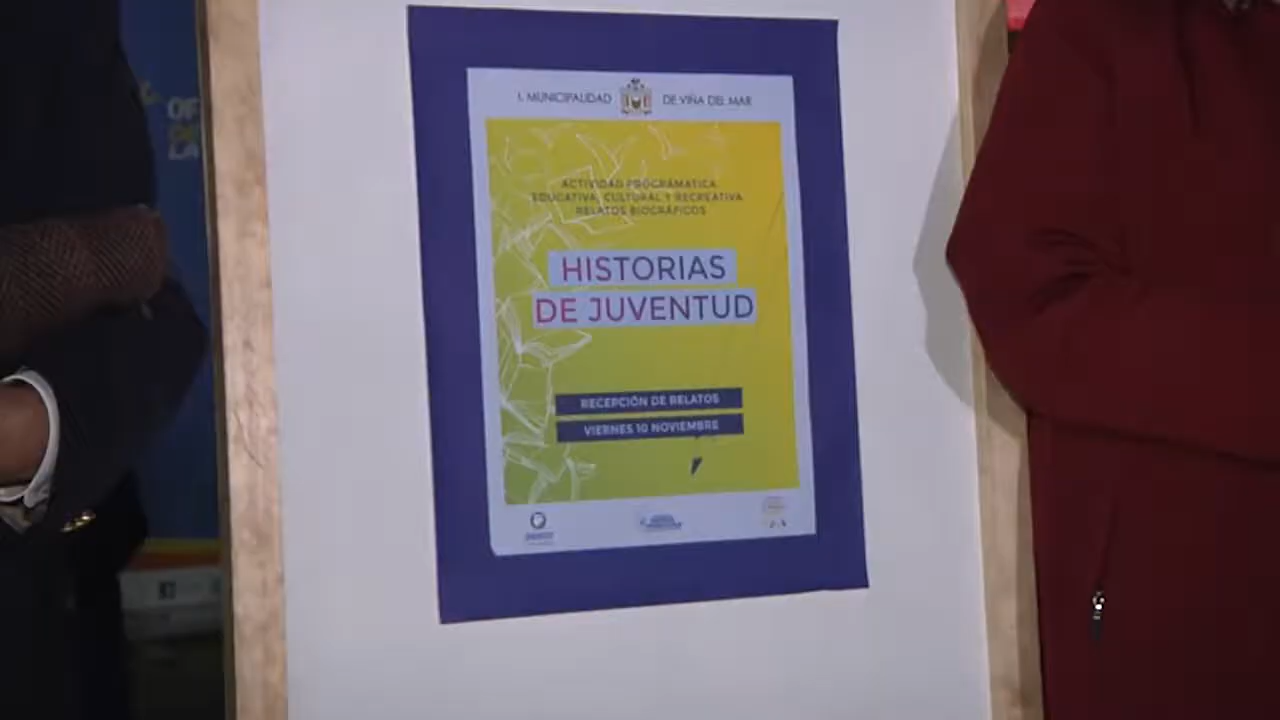 I. MUNICIPALIDAD DE VIÑA DEL MAR
ACTIVIDAD PROGRAMÁTICA
EDUCATIVA, CULTURAL Y RECREATIVA
RELATOS BIOGRÁFICOS
HISTORIAS
DE JUVENTUD
RECEPCIÓN DE RELATOS
VIERNES 10 NOVIEMBRE